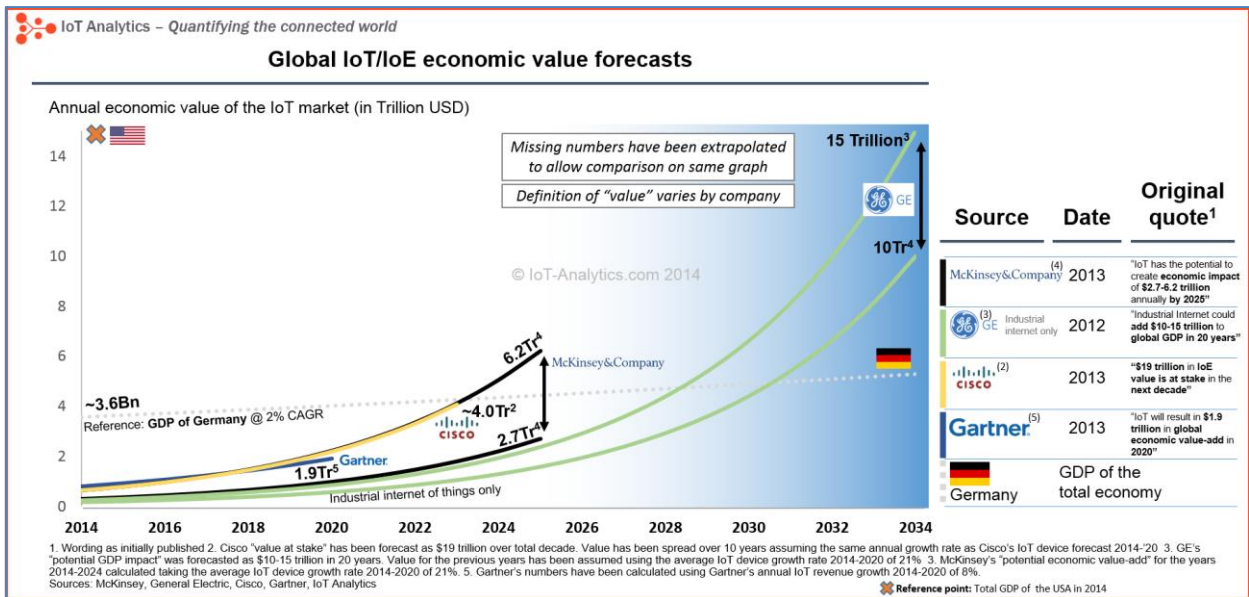 IoT Analytics – Quantifying the connected world
Global IoT/IoE economic value forecasts
Annual economic value of the IoT market (in Trillion USD)
14
12
10
8
6
4
2
0
Missing numbers have been extrapolated
to allow comparison on same graph
Definition of "value" varies by company
15 Trillion3
GE
10Tr4
© IoT-Analytics.com 2014
6.2Tr4
McKinsey&Company
~3.6Bn
Reference: GDP of Germany @ 2% CAGR
~4.0Tr2
CISCO
2.7Tr4
Gartner
1.9Tr5
Industrial internet of things only
2014 2016 2018 2020 2022 2024 2026 2028 2030 2032 2034
Source Date Original
quote1
McKinsey&Company (4) 2013
"IoT has the potential to
create economic impact
of $2.7-6.2 trillion
annually by 2025"
GE (3) Industrial
internet only
2012
"Industrial Internet could
add $10-15 trillion to
global GDP in 20 years"
CISCO (2) 2013
"$19 trillion in IoE
value is at stake in the
next decade"
Gartner (5) 2013
"IoT will result in $1.9
trillion in global
economic value-add in
2020"
Germany
GDP of the
total economy
1. Wording as initially published 2. Cisco "value at stake" has been forecast as $19 trillion over total decade. Value has been spread over 10 years assuming the same annual growth rate as Cisco's IoT device forecast 2014-'20 3. GE's
"potential GDP impact" was forecasted as $10-15 trillion in 20 years. Value for the previous years has been assumed using the average IoT device growth rate 2014-2020 of 21% 3. McKinsey's "potential economic value-add" for the years
2014-2024 calculated taking the average IoT device growth rate 2014-2020 of 21%. 5. Gartner's numbers have been calculated using Gartner's annual IoT revenue growth 2014-2020 of 8%.
Sources: McKinsey, General Electric, Cisco, Gartner, IoT Analytics
Reference point: Total GDP of the USA in 2014